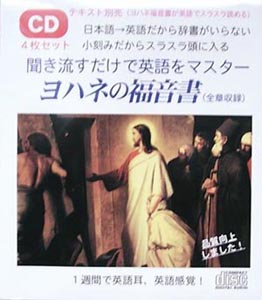 CD
4枚セット
テキスト別売(ヨハネ福音書が英語でスラスラ読める)
日本語→英語だから辞書がいらない
小刻みだからスラスラ頭に入る
聞き流すだけで英語をマスター
ヨハネの福音書(全章収録)
品質向上
しました!
1週間で英語耳、英語感覚!
COMPACT
disc
DIGITAL AUDIO